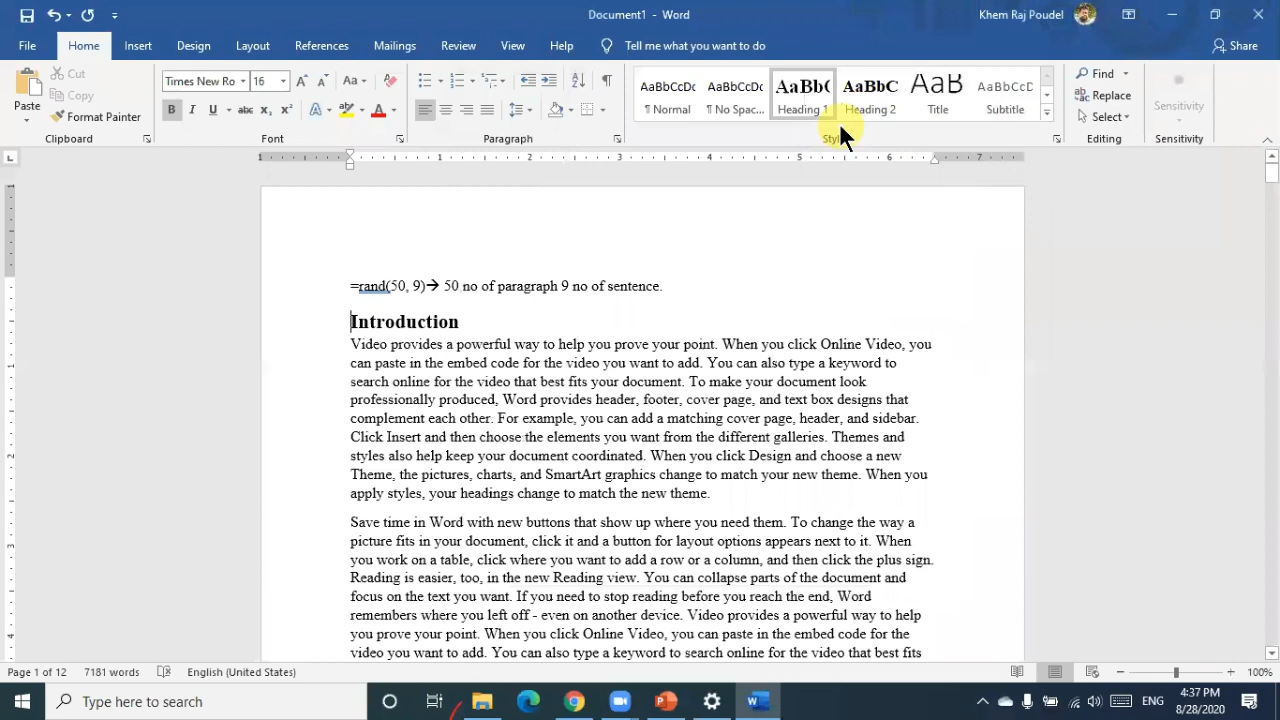 Document1 - Word
Khem Raj Poudel
File Home Insert Design Layout References Mailings Review View Help Tell me what you want to do Share
Paste
Cut
Copy
Format Painter
Clipboard
Times New Ro 16
Font
Paragraph
AaBbCcDc AaBbCcDc AaBb( AaBbC AaB AaBbCcD
¶ Normal ¶ No Spac... Heading 1 Heading 2 Title Subtitle
Find
Replace
Select
Editing
Sensitivity
Sensitivity
1 1 2 3 4 5 6 7
=rand(50, 9)→ 50 no of paragraph 9 no of sentence.
Introduction
Video provides a powerful way to help you prove your point. When you click Online Video, you
can paste in the embed code for the video you want to add. You can also type a keyword to
search online for the video that best fits your document. To make your document look
professionally produced, Word provides header, footer, cover page, and text box designs that
complement each other. For example, you can add a matching cover page, header, and sidebar.
Click Insert and then choose the elements you want from the different galleries. Themes and
styles also help keep your document coordinated. When you click Design and choose a new
Theme, the pictures, charts, and SmartArt graphics change to match your new theme. When you
apply styles, your headings change to match the new theme.
Save time in Word with new buttons that show up where you need them. To change the way a
picture fits in your document, click it and a button for layout options appears next to it. When
you work on a table, click where you want to add a row or a column, and then click the plus sign.
Reading is easier, too, in the new Reading view. You can collapse parts of the document and
focus on the text you want. If you need to stop reading before you reach the end, Word
remembers where you left off - even on another device. Video provides a powerful way to help
you prove your point. When you click Online Video, you can paste in the embed code for the
video you want to add. You can also type a keyword to search online for the video that best fits
Page 1 of 12 7181 words English (United States) 100%
Type here to search
ENG
4:37 PM
8/28/2020